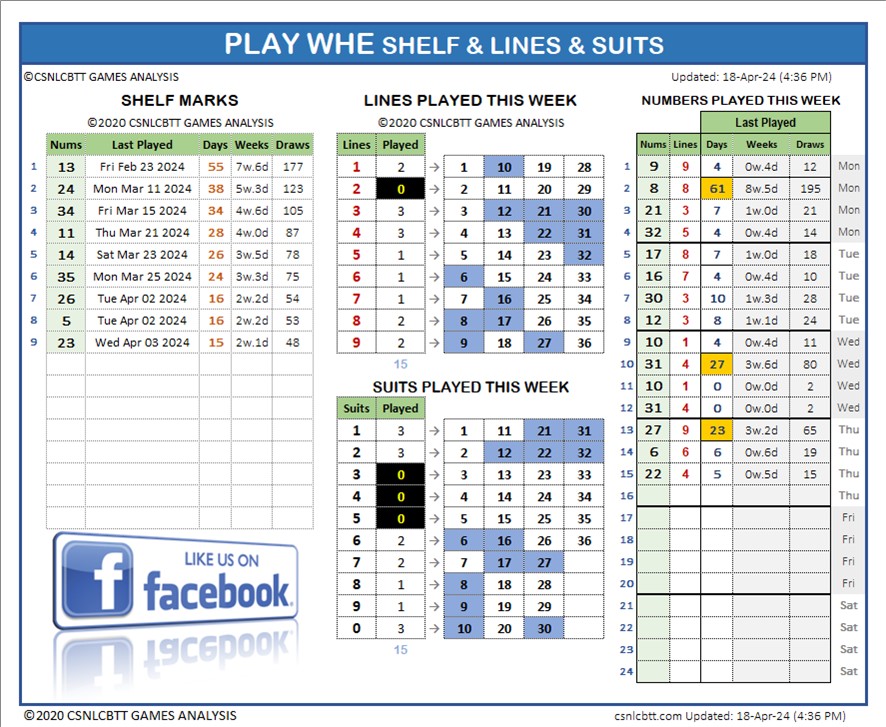 PLAY WHE SHELF & LINES & SUITS
©CSNLCBTT GAMES ANALYSIS
Updated: 18-Apr-24 (4:36 PM)
SHELF MARKS
©2020 CSNLCBTT GAMES ANALYSIS
Nums Last Played Days Weeks Draws
1 13 Fri Feb 23 2024 55 7w.6d 177
2 24 Mon Mar 11 2024 38 5w.3d 123
3 34 Fri Mar 15 2024 34 4w.6d 105
4 11 Thu Mar 21 2024 28 4w.0d 87
5 14 Sat Mar 23 2024 26 3w.5d 78
6 35 Mon Mar 25 2024 24 3w.3d 75
7 26 Tue Apr 02 2024 16 2w.2d 54
8 5 Tue Apr 02 2024 16 2w.2d 53
9 23 Wed Apr 03 2024 15 2w.1d 48
LIKE US ON
facebook.
LINES PLAYED THIS WEEK
©2020 CSNLCBTT GAMES ANALYSIS
Lines Played
1 2 → 1 10 19 28
2 0 → 2 11 20 29
3 3 → 3 12 21 30
4 3 → 4 13 22 31
5 1 → 5 14 23 32
6 1 → 6 15 24 33
7 1 → 7 16 25 34
8 2 → 8 17 26 35
9 2 → 9 18 27 36
15
SUITS PLAYED THIS WEEK
Suits Played
1 3 → 1 11 21 31
2 3 → 2 12 22 32
3 0 → 3 13 23 33
4 0 → 4 14 24 34
5 0 → 5 15 25 35
6 2 → 6 16 26 36
7 2 → 7 17 27
8 1 → 8 18 28
9 1 → 9 19 29
0 3 → 10 20 30
15
NUMBERS PLAYED THIS WEEK
Last Played
Nums Lines Days Weeks Draws
1 9 9 4 0w.4d 12 Mon
2 8 8 61 8w.5d 195 Mon
3 21 3 7 1w.0d 21 Mon
4 32 5 4 0w.4d 14 Mon
5 17 8 7 1w.0d 18 Tue
6 16 7 4 0w.4d 10 Tue
7 30 3 10 1w.3d 28 Tue
8 12 3 8 1w.1d 24 Tue
9 10 1 4 0w.4d 11 Wed
10 31 4 27 3w.6d 80 Wed
11 10 1 0 0w.0d 2 Wed
12 31 4 0 0w.0d 2 Wed
13 27 9 23 3w.2d 65 Thu
14 6 6 6 0w.6d 19 Thu
15 22 4 5 0w.5d 15 Thu
16 Thu
17 Fri
18 Fri
19 Fri
20 Fri
21 Sat
22 Sat
23 Sat
24 Sat
©2020 CSNLCBTT GAMES ANALYSIS
csnlcbtt.com Updated: 18-Apr-24 (4:36 PM)